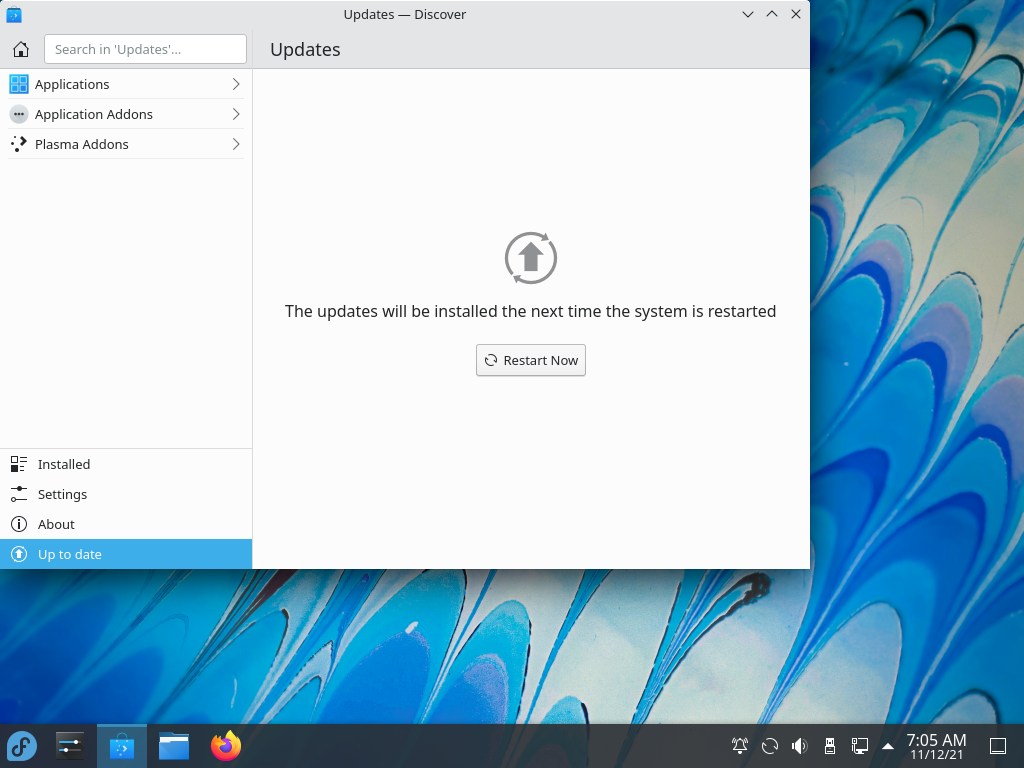 Updates — Discover
Search in 'Updates'...
Updates
Applications
Application Addons
Plasma Addons
The updates will be installed the next time the system is restarted
Restart Now
Installed
Settings
About
Up to date
7:05 AM
11/12/21